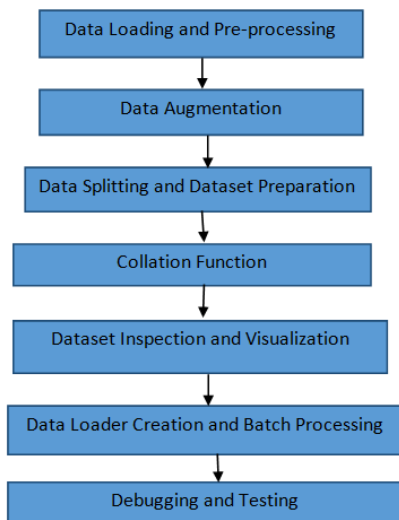 Data Loading and Pre-processing
Data Augmentation
Data Splitting and Dataset Preparation
Collation Function
Dataset Inspection and Visualization
Data Loader Creation and Batch Processing
Debugging and Testing